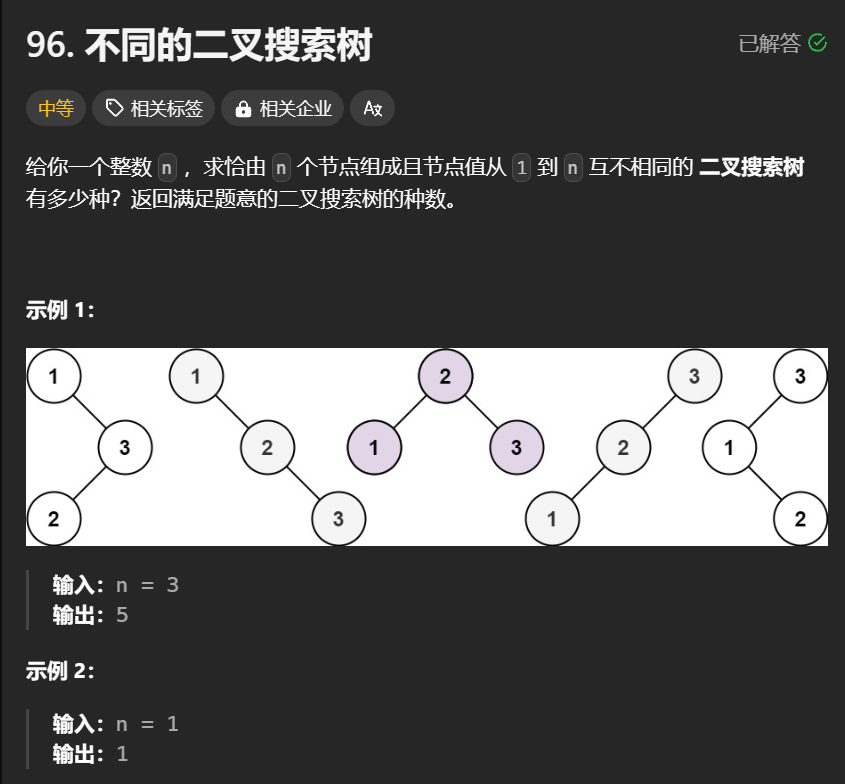 96. 不同的二叉搜索树
已解答
中等 相关标签 相关企业 Aあ
给你一个整数 n ，求恰由 n 个节点组成且节点值从 1 到 n 互不相同的 二叉搜索树
有多少种？返回满足题意的二叉搜索树的种数。
示例 1：
1 1 2 3 3
3 2 1 3 2 1
2 3 1 2
输入：n = 3
输出：5
示例 2：
输入：n = 1
输出：1